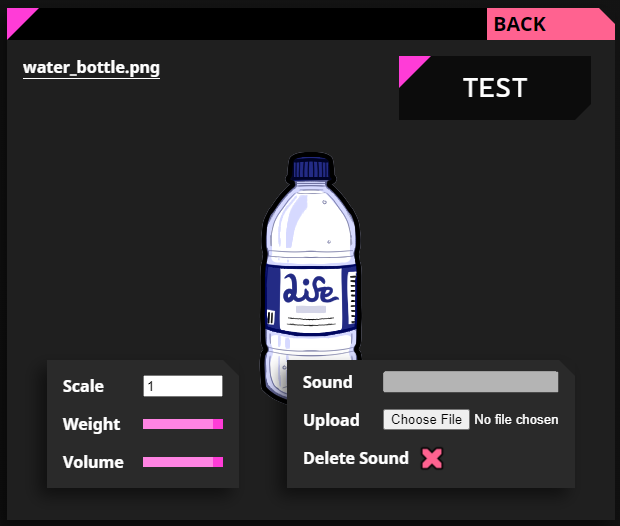 BACK
water_bottle.png
TEST
Life
Scale 1
Weight
Volume
Sound
Upload Choose File No file chosen
Delete Sound